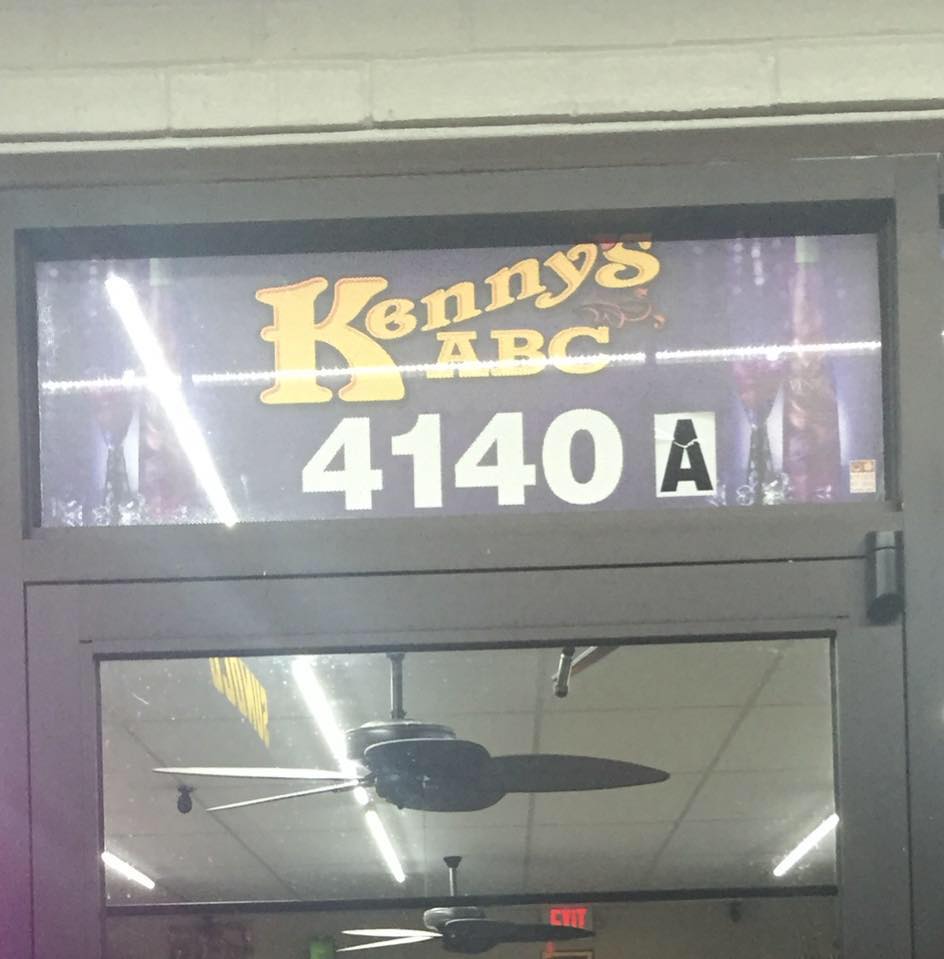 Kenny's
ABC
4140 A
EXIT